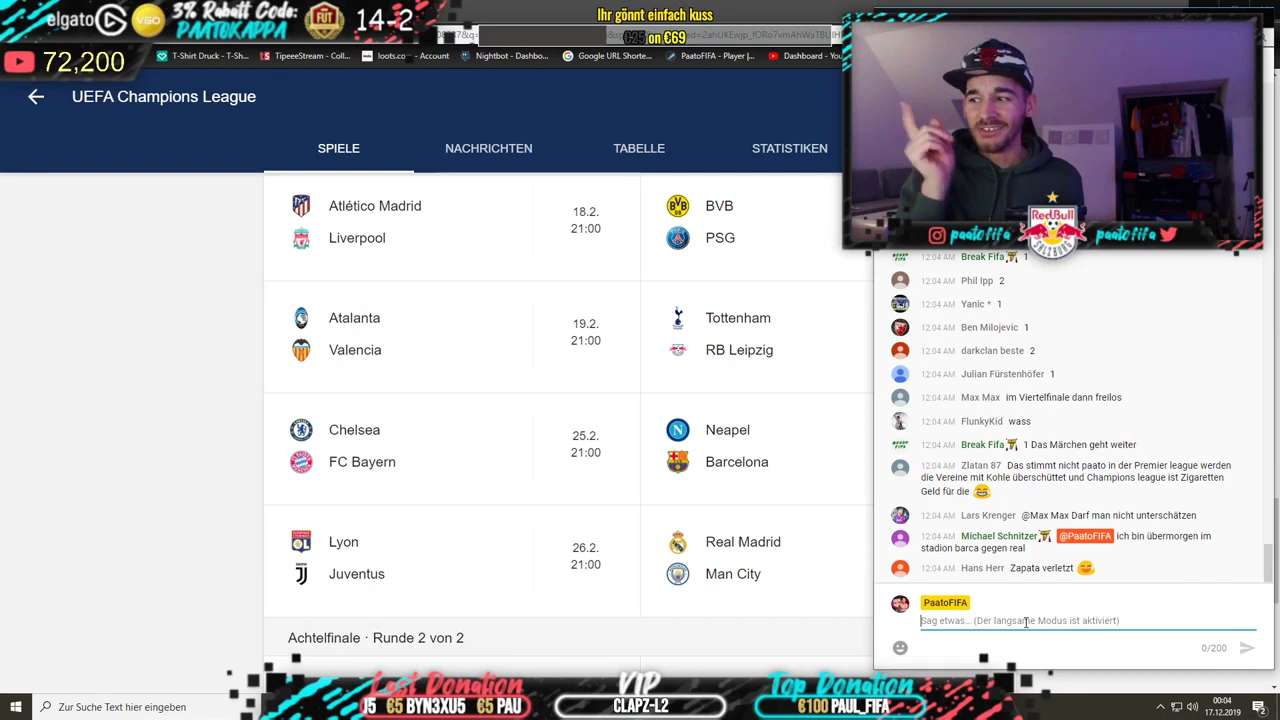 elgato
VGO
3% Rabatt Code:
PAATOKAPPA
FUT
14-2
Ihr gönnt einfach kuss
€25 on €69
72,200
T-Shirt Druck - T-Sh...
TipeeeStream - Coll...
loots.co... - Account
Nightbot - Dashbo...
Google URL Shorte...
PaatoFIFA - Player |...
Dashboard - You
UEFA Champions League
SPIELE
NACHRICHTEN
TABELLE
STATISTIKEN
Atlético Madrid
Liverpool
18.2.
21:00
BVB
PSG
Atalanta
Valencia
19.2.
21:00
Tottenham
RB Leipzig
Chelsea
FC Bayern
25.2.
21:00
Neapel
Barcelona
Lyon
Juventus
26.2.
21:00
Real Madrid
Man City
Achtelfinale · Runde 2 von 2
Red Bull
SALZBURG
paatofifa
paatofifa
12:04 AM Break Fifa 1
12:04 AM Phil Ipp 2
12:04 AM Yanic * 1
12:04 AM Ben Milojevic 1
12:04 AM darkclan beste 2
12:04 AM Julian Fürstenhöfer 1
12:04 AM Max Max im Viertelfinale dann freilos
12:04 AM FlunkyKid wass
12:04 AM Break Fifa 1 Das Märchen geht weiter
12:04 AM Zlatan 87 Das stimmt nicht paato in der Premier league werden
die Vereine mit Kohle überschüttet und Champions league ist Zigaretten
Geld für die 😂
12:04 AM Lars Krenger @Max Max Darf man nicht unterschätzen
12:04 AM Michael Schnitzer @PaatoFIFA ich bin übermorgen im
stadion barca gegen real
12:04 AM Hans Herr Zapata verletzt 😊
PaatoFIFA
Sag etwas... (Der langsame Modus ist aktiviert)
0/200
Last Donation
€5 BYN3XU5 €5 PAU
VIP
CLAPZ-L2
Top Donation
€100 PAUL_FIFA
Zur Suche Text hier eingeben
00:04
17.12.2019
2